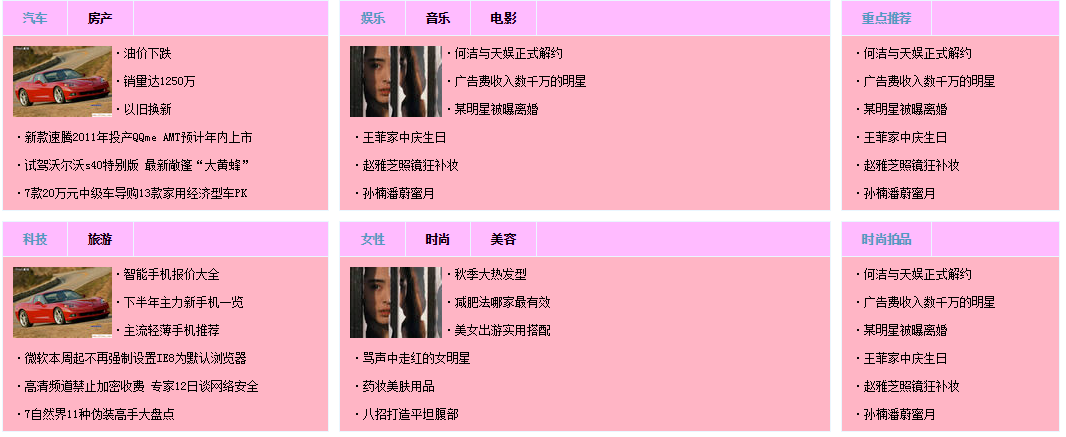 汽车 房产
·油价下跌
·销量达1250万
·以旧换新
·新款速腾2011年投产QQme AMT预计年内上市
·试驾沃尔沃s40特别版 最新敞篷“大黄蜂”
·7款20万元中级车导购13款家用经济型车PK
娱乐 音乐 电影
·何洁与天娱正式解约
·广告费收入数千万的明星
·某明星被曝离婚
·王菲家中庆生日
·赵雅芝照镜狂补妆
·孙楠潘蔚蜜月
重点推荐
·何洁与天娱正式解约
·广告费收入数千万的明星
·某明星被曝离婚
·王菲家中庆生日
·赵雅芝照镜狂补妆
·孙楠潘蔚蜜月
科技 旅游
·智能手机报价大全
·下半年主力新手机一览
·主流轻薄手机推荐
·微软本周起不再强制设置IE8为默认浏览器
·高清频道禁止加密收费 专家12日谈网络安全
·7自然界11种伪装高手大盘点
女性 时尚 美容
·秋季大热发型
·减肥法哪家最有效
·美女出游实用搭配
·骂声中走红的女明星
·药妆美肤用品
·八招打造平坦腹部
时尚拍品
·何洁与天娱正式解约
·广告费收入数千万的明星
·某明星被曝离婚
·王菲家中庆生日
·赵雅芝照镜狂补妆
·孙楠潘蔚蜜月